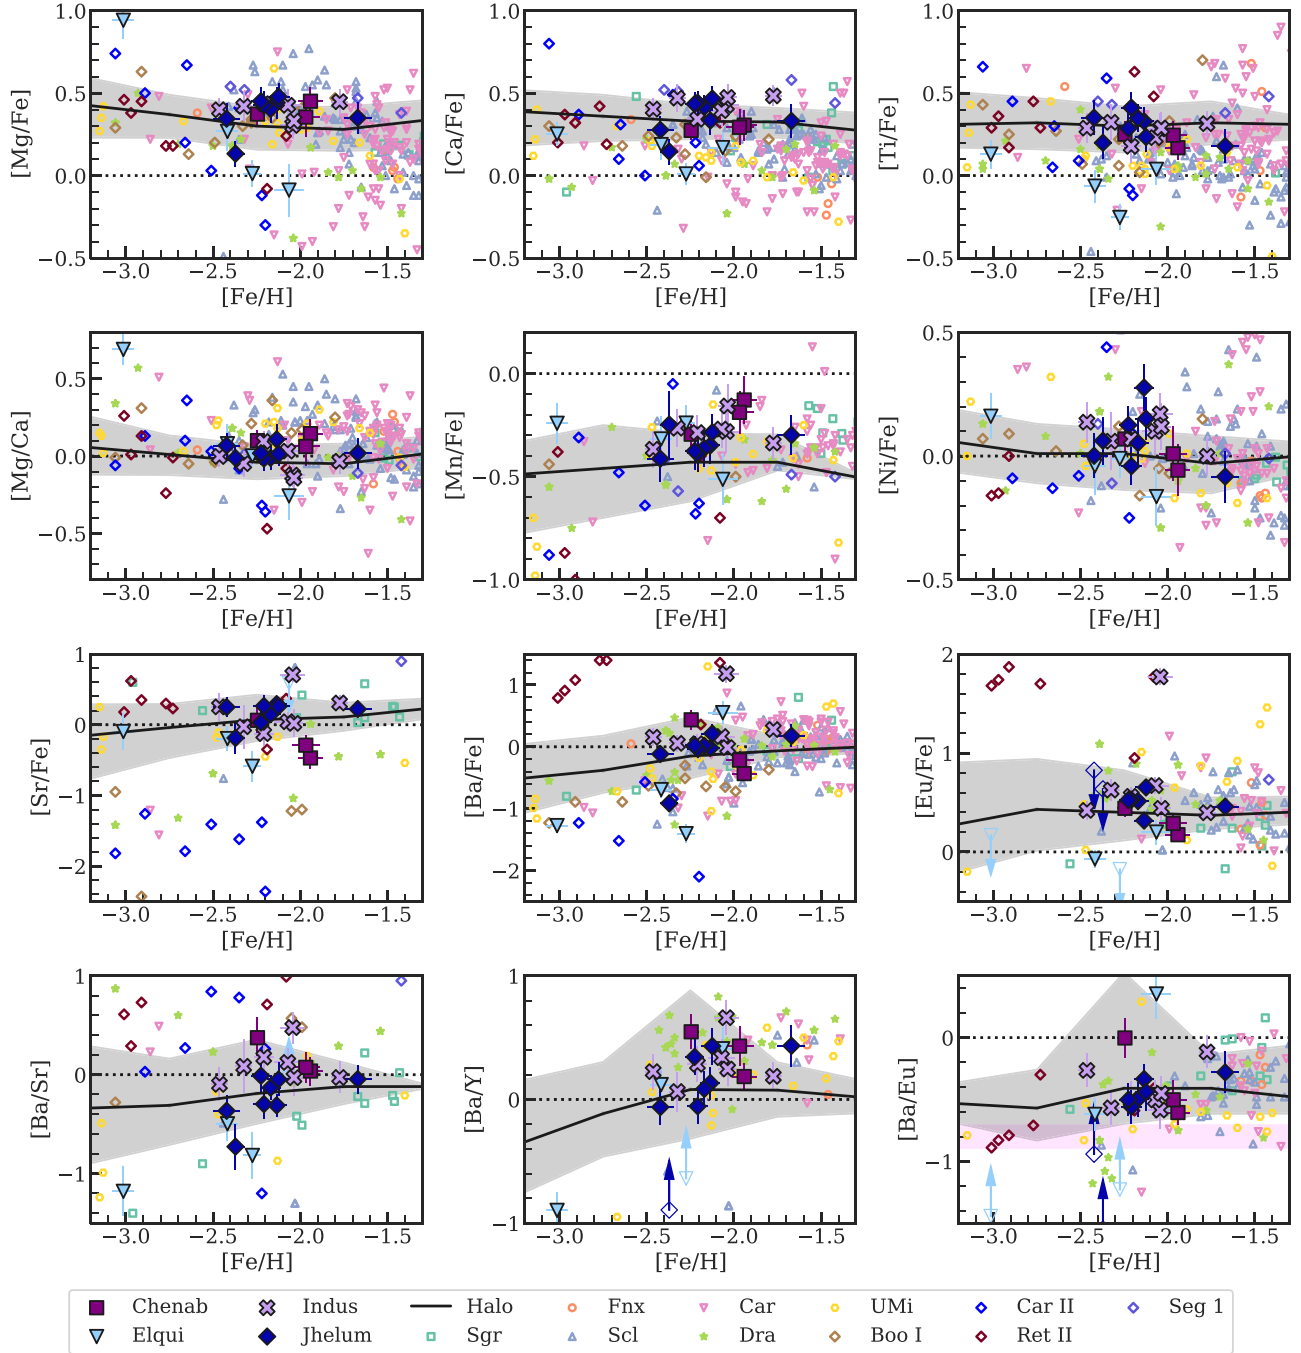 1.0
0.5
0.0
−0.5
[Mg/Fe]
−3.0 −2.5 −2.0 −1.5
[Fe/H]
1.0
0.5
0.0
−0.5
[Ca/Fe]
−3.0 −2.5 −2.0 −1.5
[Fe/H]
1.0
0.5
0.0
−0.5
[Ti/Fe]
−3.0 −2.5 −2.0 −1.5
[Fe/H]
0.5
0.0
−0.5
[Mg/Ca]
−3.0 −2.5 −2.0 −1.5
[Fe/H]
0.0
−0.5
−1.0
[Mn/Fe]
−3.0 −2.5 −2.0 −1.5
[Fe/H]
0.5
0.0
−0.5
[Ni/Fe]
−3.0 −2.5 −2.0 −1.5
[Fe/H]
1
0
−1
−2
[Sr/Fe]
−3.0 −2.5 −2.0 −1.5
[Fe/H]
1
0
−1
−2
[Ba/Fe]
−3.0 −2.5 −2.0 −1.5
[Fe/H]
2
1
0
[Eu/Fe]
−3.0 −2.5 −2.0 −1.5
[Fe/H]
1
0
−1
[Ba/Sr]
−3.0 −2.5 −2.0 −1.5
[Fe/H]
1
0
−1
[Ba/Y]
−3.0 −2.5 −2.0 −1.5
[Fe/H]
0
−1
[Ba/Eu]
−3.0 −2.5 −2.0 −1.5
[Fe/H]
Chenab Indus Halo Fnx Car UMi Car II Seg 1
Elqui Jhelum Sgr Scl Dra Boo I Ret II